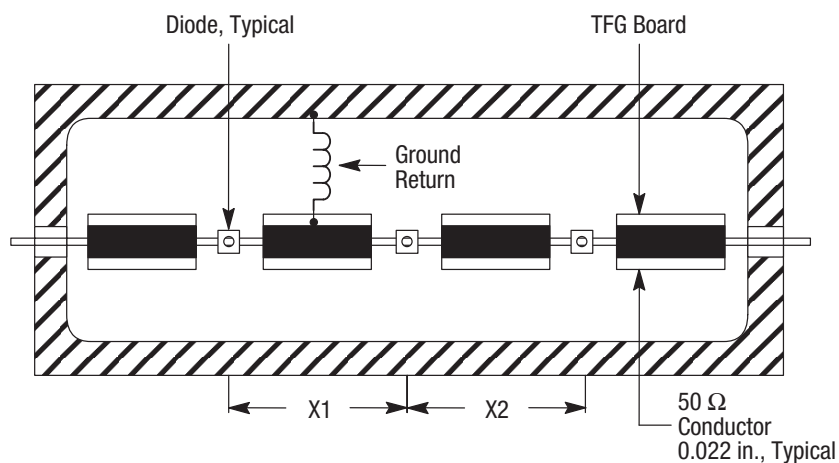 Diode, Typical
TFG Board
Ground
Return
X1
X2
50 Ω
Conductor
0.022 in., Typical